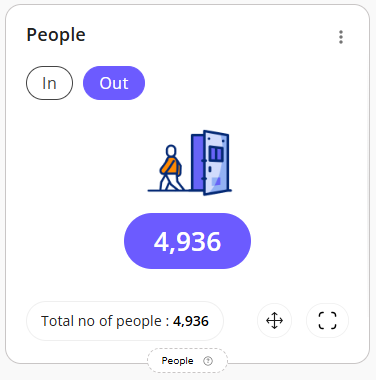 People
In Out
4,936
Total no of people : 4,936
People